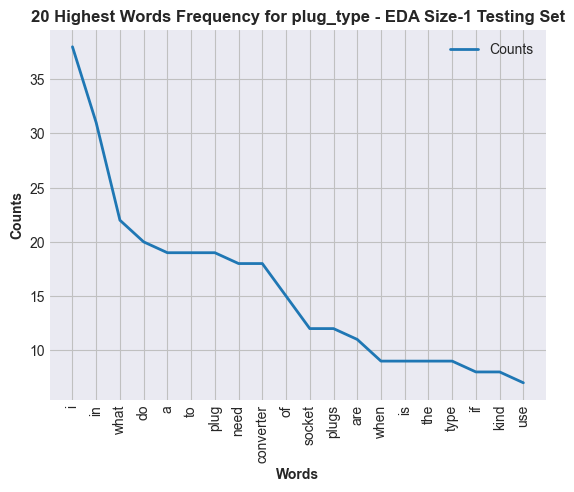 20 Highest Words Frequency for plug_type - EDA Size-1 Testing Set
Counts
35
30
25
20
15
10
Counts
i
in
what
do
a
to
plug
need
converter
of
socket
plugs
are
when
is
the
type
if
kind
use
Words